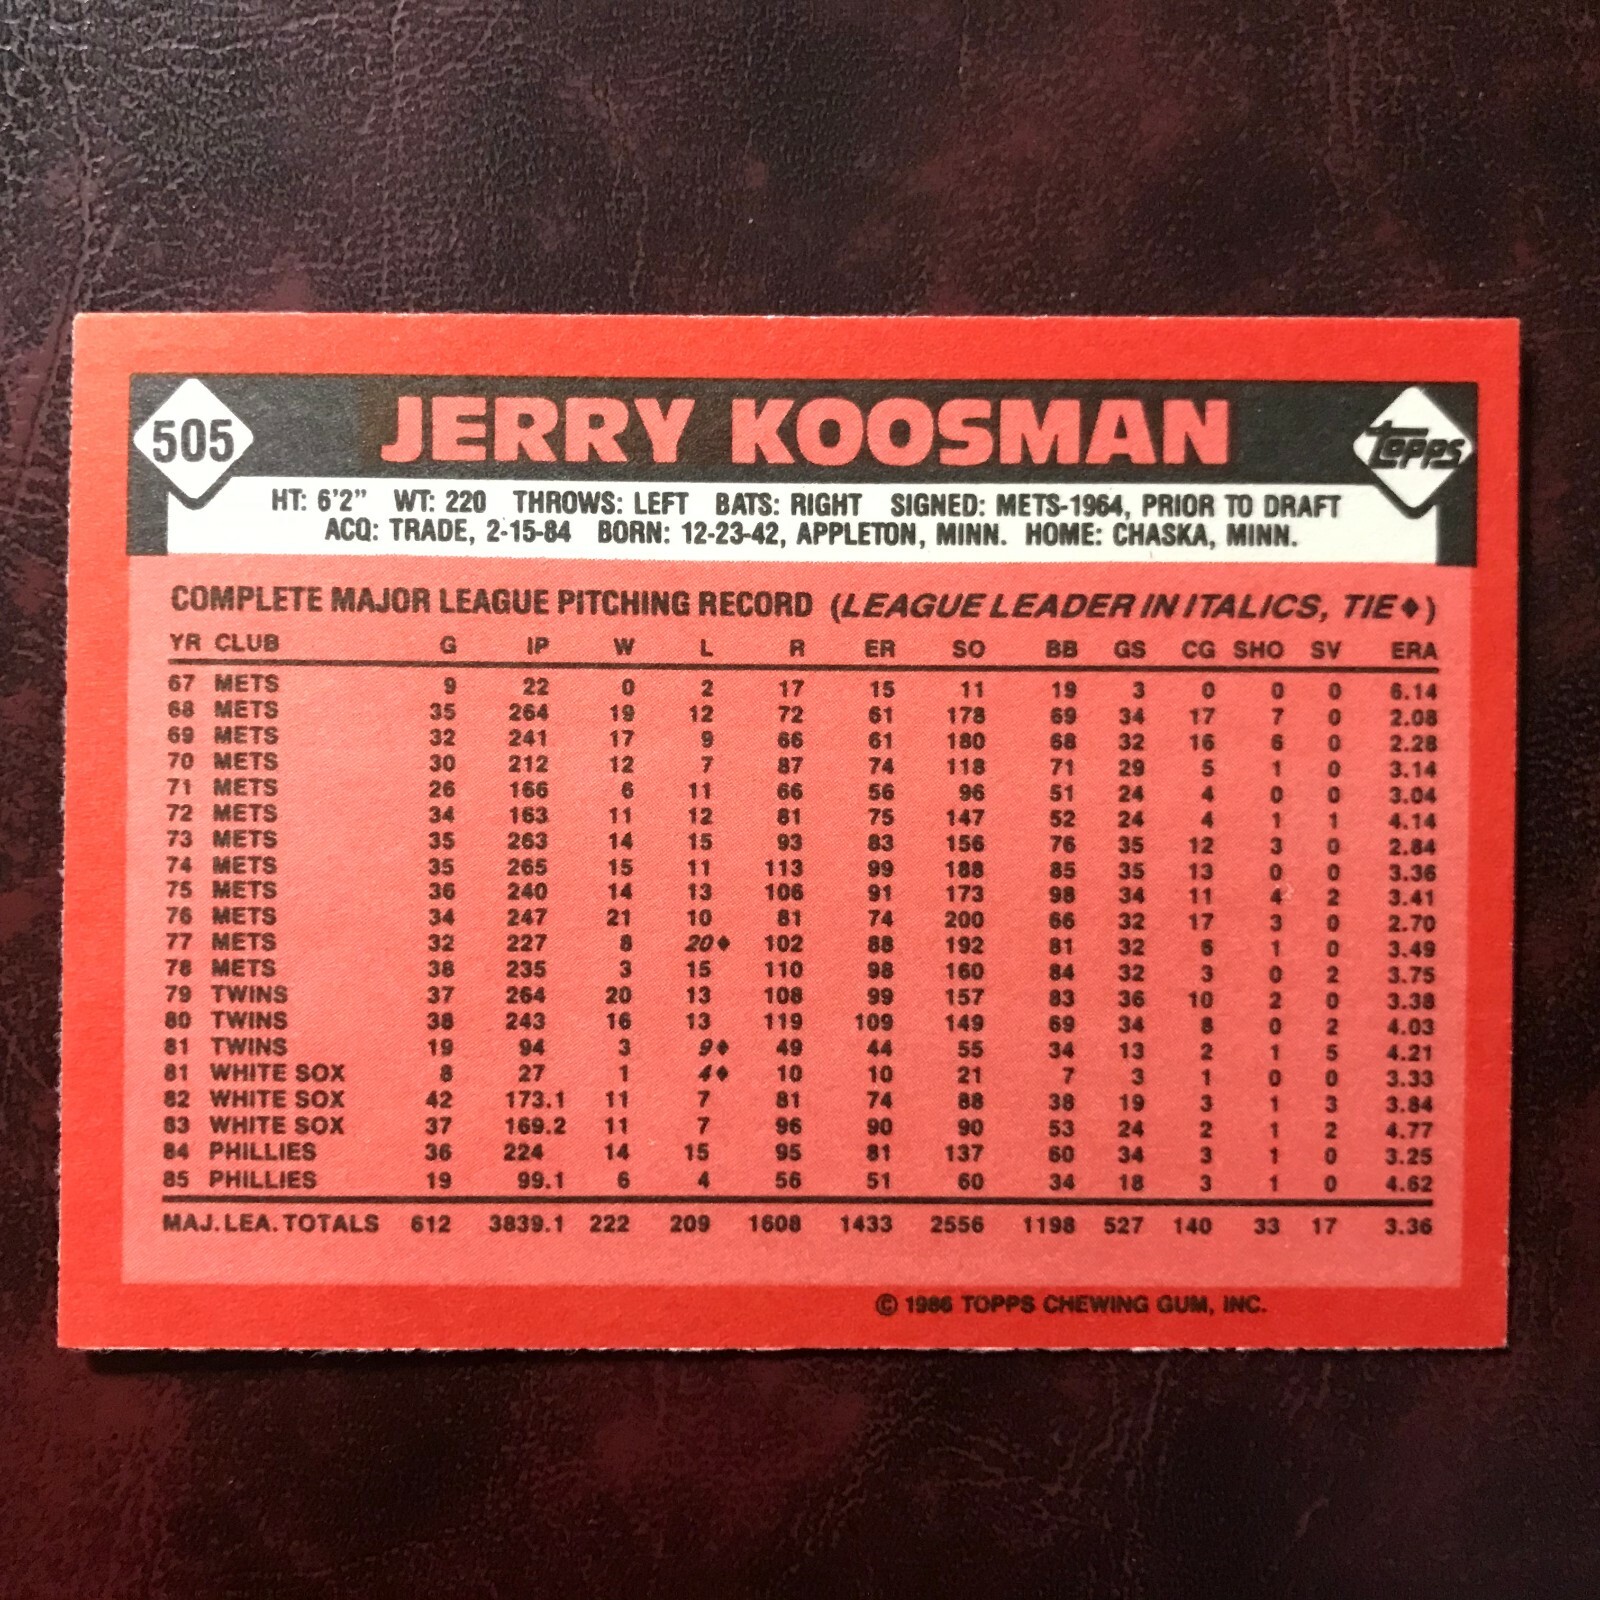 505 JERRY KOOSMAN Topps
HT: 6'2" WT: 220 THROWS: LEFT BATS: RIGHT SIGNED: METS-1964, PRIOR TO DRAFT
ACQ: TRADE, 2-15-84 BORN: 12-23-42, APPLETON, MINN. HOME: CHASKA, MINN.
COMPLETE MAJOR LEAGUE PITCHING RECORD (LEAGUE LEADER IN ITALICS, TIE♦)
YR CLUB G IP W L R ER SO BB GS CG SHO SV ERA
67 METS 9 22 0 2 17 15 11 19 3 0 0 0 6.14
68 METS 35 264 19 12 72 61 178 69 34 17 7 0 2.08
69 METS 32 241 17 9 66 61 180 68 32 16 6 0 2.28
70 METS 30 212 12 7 87 74 118 71 29 5 1 0 3.14
71 METS 26 166 6 11 66 56 96 51 24 4 0 0 3.04
72 METS 34 163 11 12 81 75 147 52 24 4 1 1 4.14
73 METS 35 263 14 15 93 83 156 76 35 12 3 0 2.84
74 METS 35 265 15 11 113 99 188 85 35 13 0 0 3.36
75 METS 36 240 14 13 106 91 173 98 34 11 4 2 3.41
76 METS 34 247 21 10 81 74 200 66 32 17 3 0 2.70
77 METS 32 227 8 20♦ 102 88 192 81 32 6 1 0 3.49
78 METS 38 235 3 15 110 98 160 84 32 3 0 2 3.75
79 TWINS 37 264 20 13 108 99 157 83 36 10 2 0 3.38
80 TWINS 38 243 16 13 119 109 149 69 34 8 0 2 4.03
81 TWINS 19 94 3 9♦ 49 44 55 34 13 2 1 5 4.21
81 WHITE SOX 8 27 1 4♦ 10 10 21 7 3 1 0 0 3.33
82 WHITE SOX 42 173.1 11 7 81 74 88 38 19 3 1 3 3.84
83 WHITE SOX 37 169.2 11 7 96 90 90 53 24 2 1 2 4.77
84 PHILLIES 36 224 14 15 95 81 137 60 34 3 1 0 3.25
85 PHILLIES 19 99.1 6 4 56 51 60 34 18 3 1 0 4.62
MAJ. LEA. TOTALS 612 3839.1 222 209 1608 1433 2556 1198 527 140 33 17 3.36
© 1986 TOPPS CHEWING GUM, INC.